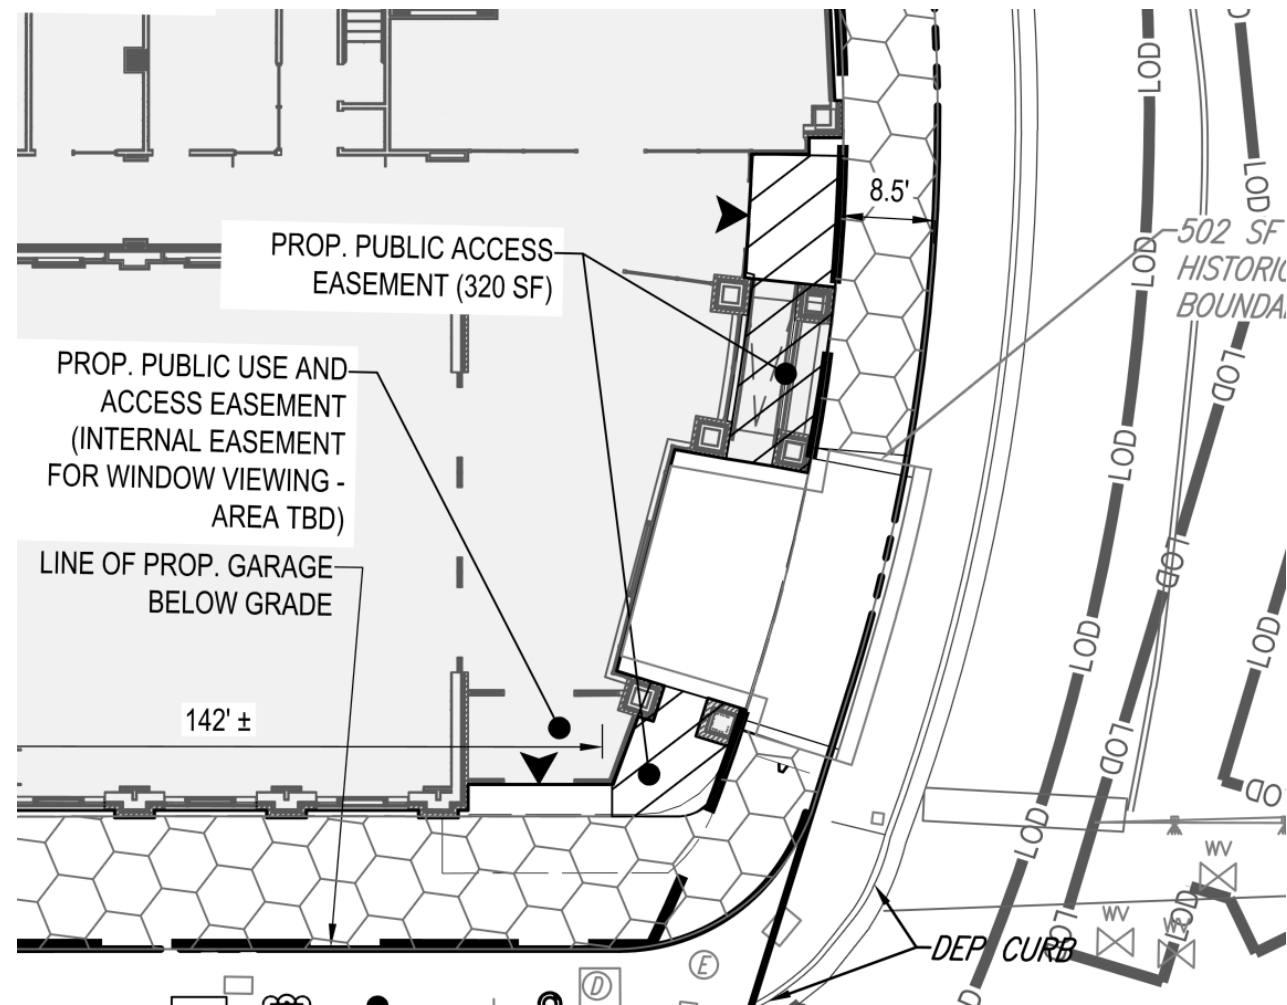 LOD
LOD
LOD
8.5'
PROP. PUBLIC ACCESS
EASEMENT (320 SF)
502 SF
HISTORIC
LOD
LOD
PROP. PUBLIC USE AND
ACCESS EASEMENT
(INTERNAL EASEMENT
FOR WINDOW VIEWING -
AREA TBD)
LOD
LOD
LINE OF PROP. GARAGE
BELOW GRADE
LOD
LOD
LOD
142' ±
LOD
LOD
WV
WV
DEP. CURB
E
D